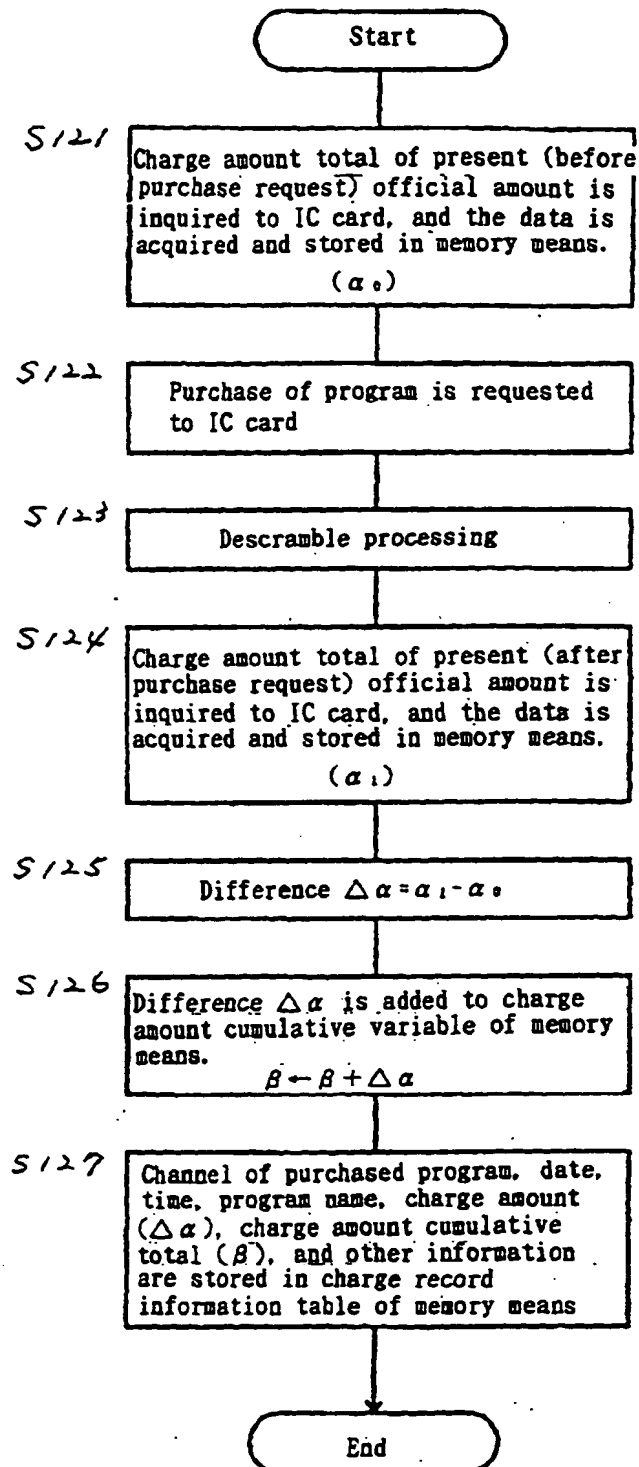 Start
S121
Charge amount total of present (before
purchase request) official amount is
inquired to IC card, and the data is
acquired and stored in memory means.
(α₀)
S122
Purchase of program is requested
to IC card
S123
Descramble processing
S124
Charge amount total of present (after
purchase request) official amount is
inquired to IC card, and the data is
acquired and stored in memory means.
(α₁)
S125
Difference △α=α₁-α₀
S126
Difference △α is added to charge
amount cumulative variable of memory
means.
β←β+△α
S127
Channel of purchased program, date,
time, program name, charge amount
(△α), charge amount cumulative
total (β), and other information
are stored in charge record
information table of memory means
End